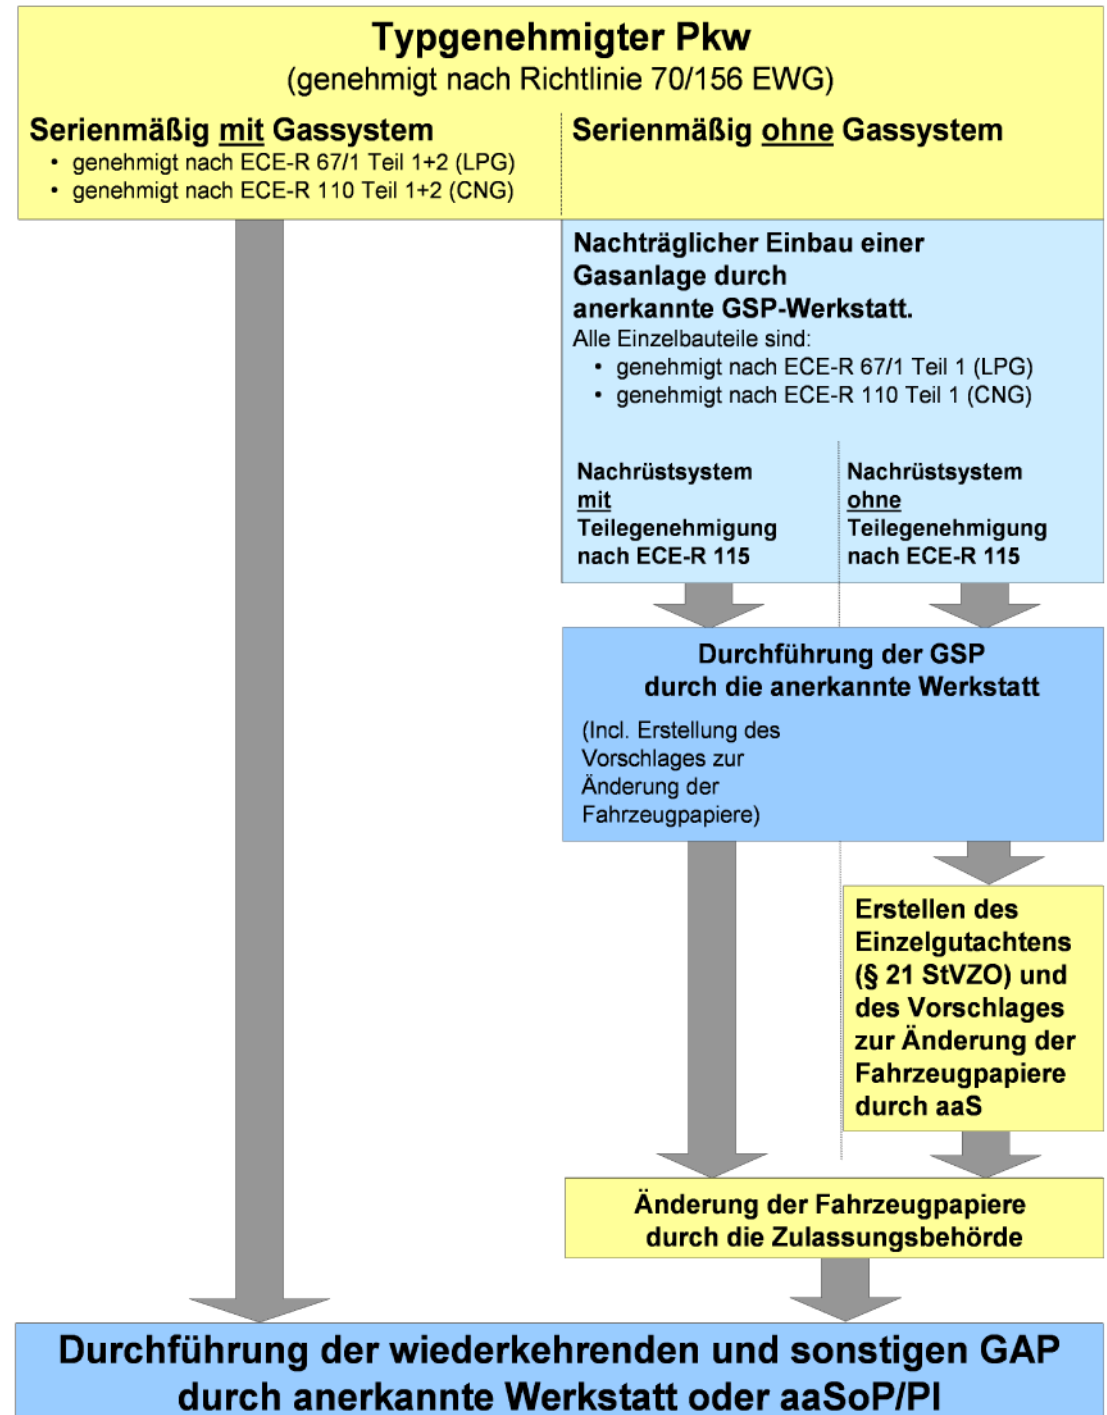 Typgenehmigter Pkw
(genehmigt nach Richtlinie 70/156 EWG)
Serienmäßig mit Gassystem
• genehmigt nach ECE-R 67/1 Teil 1+2 (LPG)
• genehmigt nach ECE-R 110 Teil 1+2 (CNG)
Serienmäßig ohne Gassystem
Nachträglicher Einbau einer
Gasanlage durch
anerkannte GSP-Werkstatt.
Alle Einzelbauteile sind:
• genehmigt nach ECE-R 67/1 Teil 1 (LPG)
• genehmigt nach ECE-R 110 Teil 1 (CNG)
Nachrüstsystem
mit
Teilegenehmigung
nach ECE-R 115
Nachrüstsystem
ohne
Teilegenehmigung
nach ECE-R 115
Durchführung der GSP
durch die anerkannte Werkstatt
(Incl. Erstellung des
Vorschlages zur
Änderung der
Fahrzeugpapiere)
Erstellen des
Einzelgutachtens
(§ 21 StVZO) und
des Vorschlages
zur Änderung der
Fahrzeugpapiere
durch aaS
Änderung der Fahrzeugpapiere
durch die Zulassungsbehörde
Durchführung der wiederkehrenden und sonstigen GAP
durch anerkannte Werkstatt oder aaSoP/PI